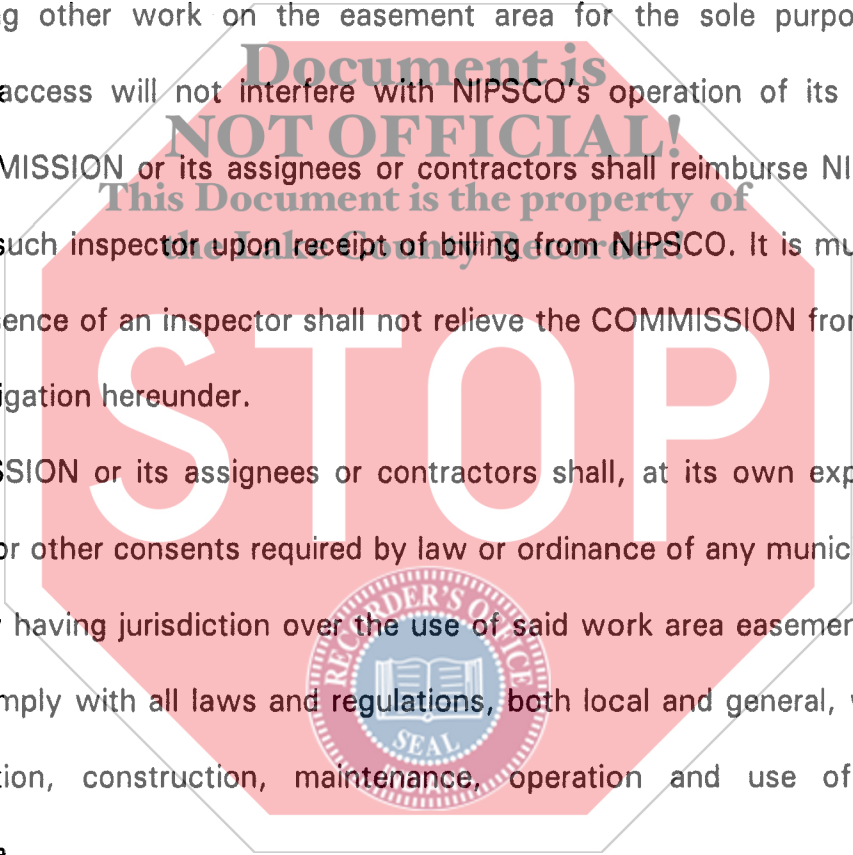 g other work on the easement area for the sole purpo
Document is
access will not interfere with NIPSCO's operation of its
NOT OFFICIAL!
MISSION or its assignees or contractors shall reimburse NI
This Document is the property of
such inspector upon receipt of billing from NIPSCO. It is mu
the Lake County Recorder!
sence of an inspector shall not relieve the COMMISSION from
STOP
igation hereunder.
SSION or its assignees or contractors shall, at its own exp
or other consents required by law or ordinance of any munic
having jurisdiction over the use of said work area easemen
RECORDER'S OFFICE
mply with all laws and regulations, both local and general,
SEAL
tion, construction, maintenance, operation and use of